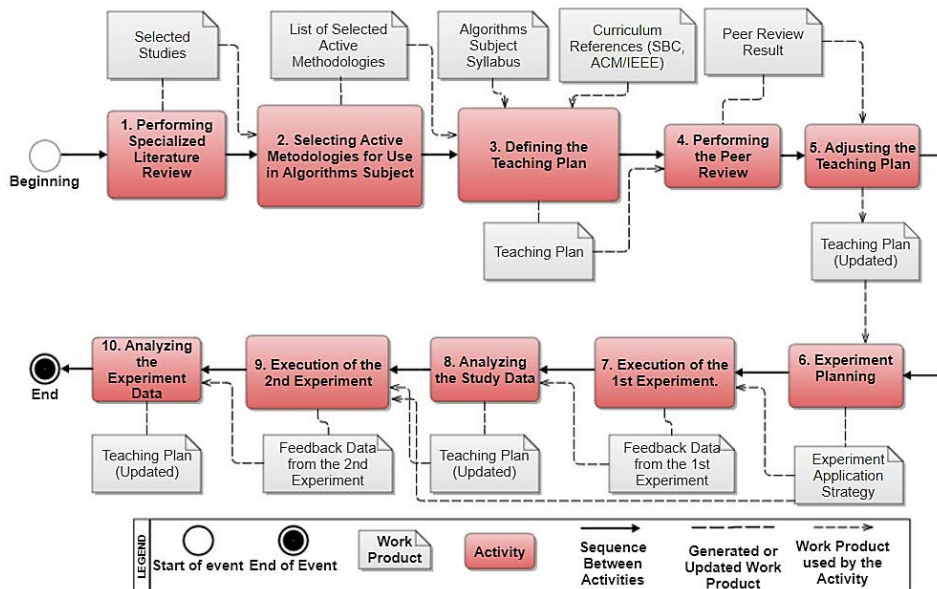 Selected
Studies
List of Selected
Active
Methodologies
Algorithms
Subject
Syllabus
Curriculum
References (SBC,
ACM/IEEE)
Peer Review
Result
Beginning
1. Performing
Specialized
Literature
Review
2. Selecting Active
Metodologies for Use
in Algorithms Subject
3. Defining the
Teaching Plan
4. Performing
the Peer
Review
5. Adjusting the
Teaching Plan
Teaching Plan
Teaching Plan
(Updated)
End
10. Analyzing
the
Experiment
Data
9. Execution of the
2nd Experiment
8. Analyzing
the Study Data
7. Execution of the
1st Experiment.
6. Experiment
Planning
Teaching Plan
(Updated)
Feedback Data
from the 2nd
Experiment
Teaching Plan
(Updated)
Feedback Data
from the 1st
Experiment
Experiment
Application
Strategy
LEGEND
Start of event
End of Event
Work
Product
Activity
Sequence
Between
Activities
Generated or
Updated Work
Product
Work Product
used by the
Activity